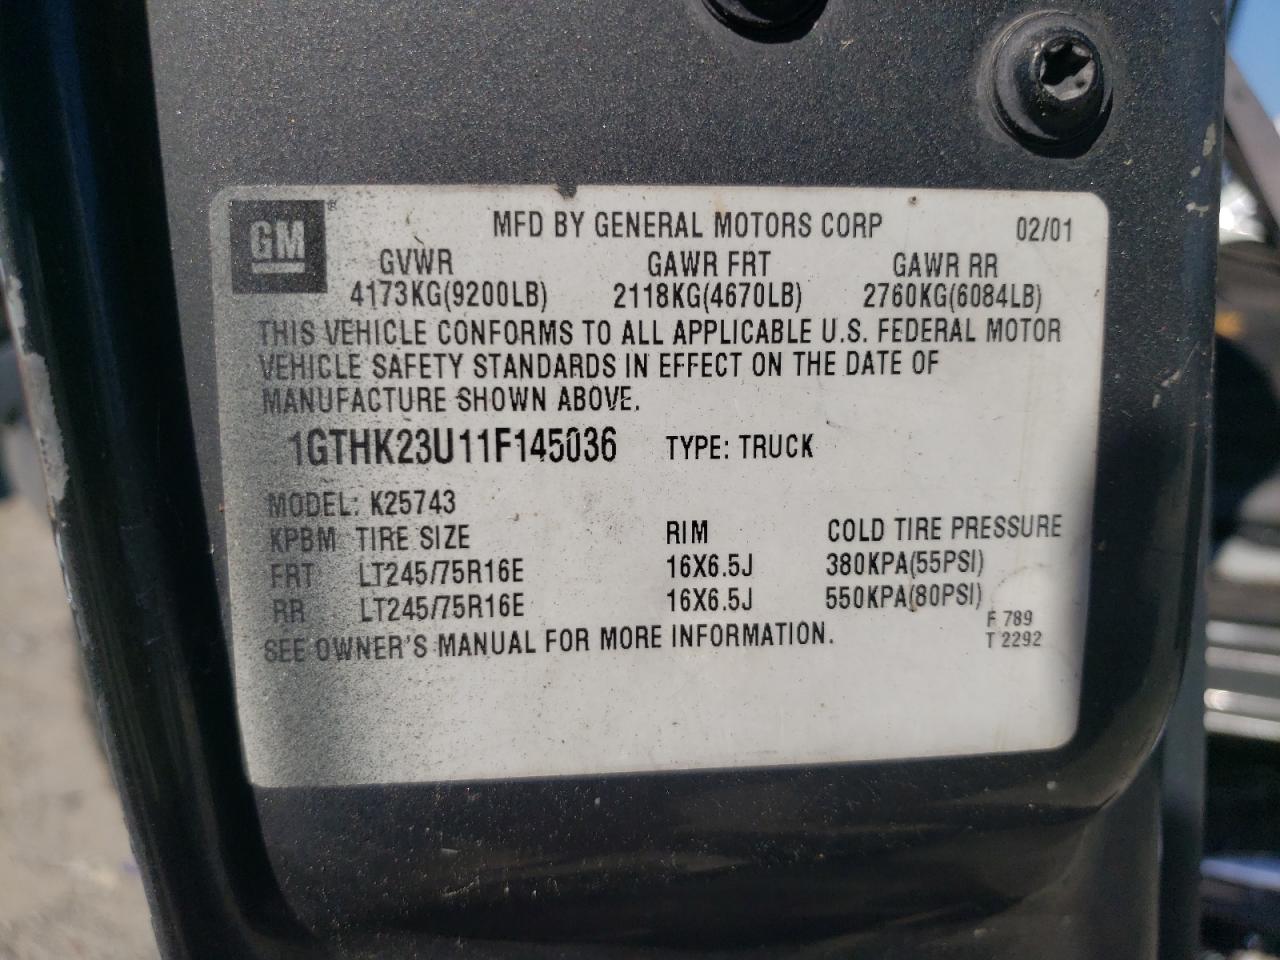 GM® MFD BY GENERAL MOTORS CORP 02/01
GVWR GAWR FRT GAWR RR
4173KG(9200LB) 2118KG(4670LB) 2760KG(6084LB)
THIS VEHICLE CONFORMS TO ALL APPLICABLE U.S. FEDERAL MOTOR
VEHICLE SAFETY STANDARDS IN EFFECT ON THE DATE OF
MANUFACTURE SHOWN ABOVE.
1GTHK23U11F145036 TYPE: TRUCK
MODEL: K25743
KPBM TIRE SIZE RIM COLD TIRE PRESSURE
FRT LT245/75R16E 16X6.5J 380KPA(55PSI)
RR LT245/75R16E 16X6.5J 550KPA(80PSI)
F 789
SEE OWNER'S MANUAL FOR MORE INFORMATION. T 2292